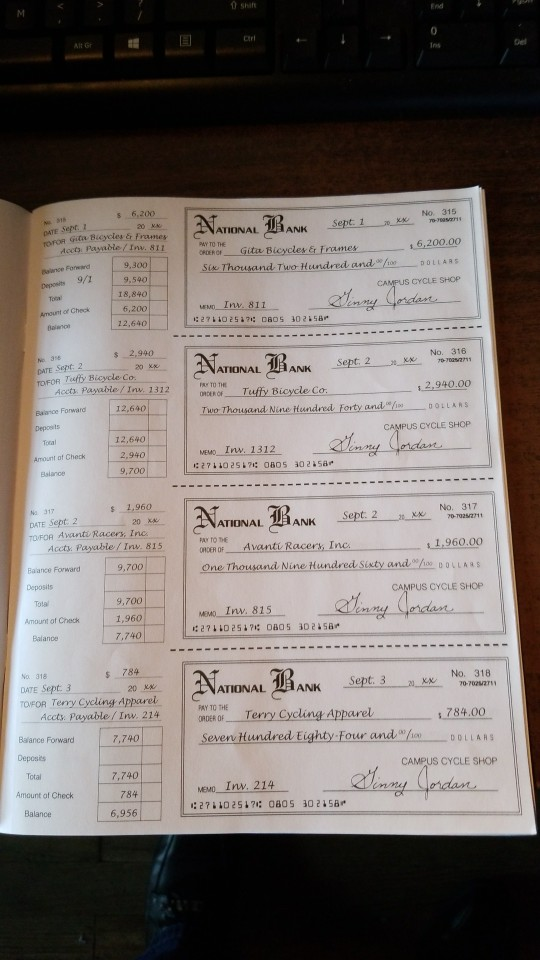 M < > ? / ⇧ Shift End PgDn
Alt Gr Ctrl ← ↓ → 0 Ins Del
$ 6,200
DATE Sept. 1 20 xx
TO/FOR Gita Bicycles & Frames
Accts. Payable / Inv. 811
Balance Forward 9,300
Deposits 9/1 9,540
Total 18,840
Amount of Check 6,200
Balance 12,640
NATIONAL BANK Sept. 1 20 xx No. 315
70-7025/2711
PAY TO THE
ORDER OF Gita Bicycles & Frames $ 6,200.00
Six Thousand Two Hundred and 00/100 DOLLARS
CAMPUS CYCLE SHOP
MEMO Inv. 811 Ginny Jordan
⑆271102567⑆ 0805 302658⑈
No. 316 $ 2,940
DATE Sept. 2 20 xx
TO/FOR Tuffy Bicycle Co.
Accts. Payable / Inv. 1312
Balance Forward 12,640
Deposits
Total 12,640
Amount of Check 2,940
Balance 9,700
NATIONAL BANK Sept. 2 20 xx No. 316
70-7025/2711
PAY TO THE
ORDER OF Tuffy Bicycle Co. $ 2,940.00
Two Thousand Nine Hundred Forty and 00/100 DOLLARS
CAMPUS CYCLE SHOP
MEMO Inv. 1312 Ginny Jordan
⑆271102567⑆ 0805 302658⑈
No. 317 $ 1,960
DATE Sept. 2 20 xx
TO/FOR Avanti Racers, Inc.
Accts. Payable / Inv. 815
Balance Forward 9,700
Deposits
Total 9,700
Amount of Check 1,960
Balance 7,740
NATIONAL BANK Sept. 2 20 xx No. 317
70-7025/2711
PAY TO THE
ORDER OF Avanti Racers, Inc. $ 1,960.00
One Thousand Nine Hundred Sixty and 00/100 DOLLARS
CAMPUS CYCLE SHOP
MEMO Inv. 815 Ginny Jordan
⑆271102567⑆ 0805 302658⑈
No. 318 $ 784
DATE Sept. 3 20 xx
TO/FOR Terry Cycling Apparel
Accts. Payable / Inv. 214
Balance Forward 7,740
Deposits
Total 7,740
Amount of Check 784
Balance 6,956
NATIONAL BANK Sept. 3 20 xx No. 318
70-7025/2711
PAY TO THE
ORDER OF Terry Cycling Apparel $ 784.00
Seven Hundred Eighty-Four and 00/100 DOLLARS
CAMPUS CYCLE SHOP
MEMO Inv. 214 Ginny Jordan
⑆271102567⑆ 0805 302658⑈